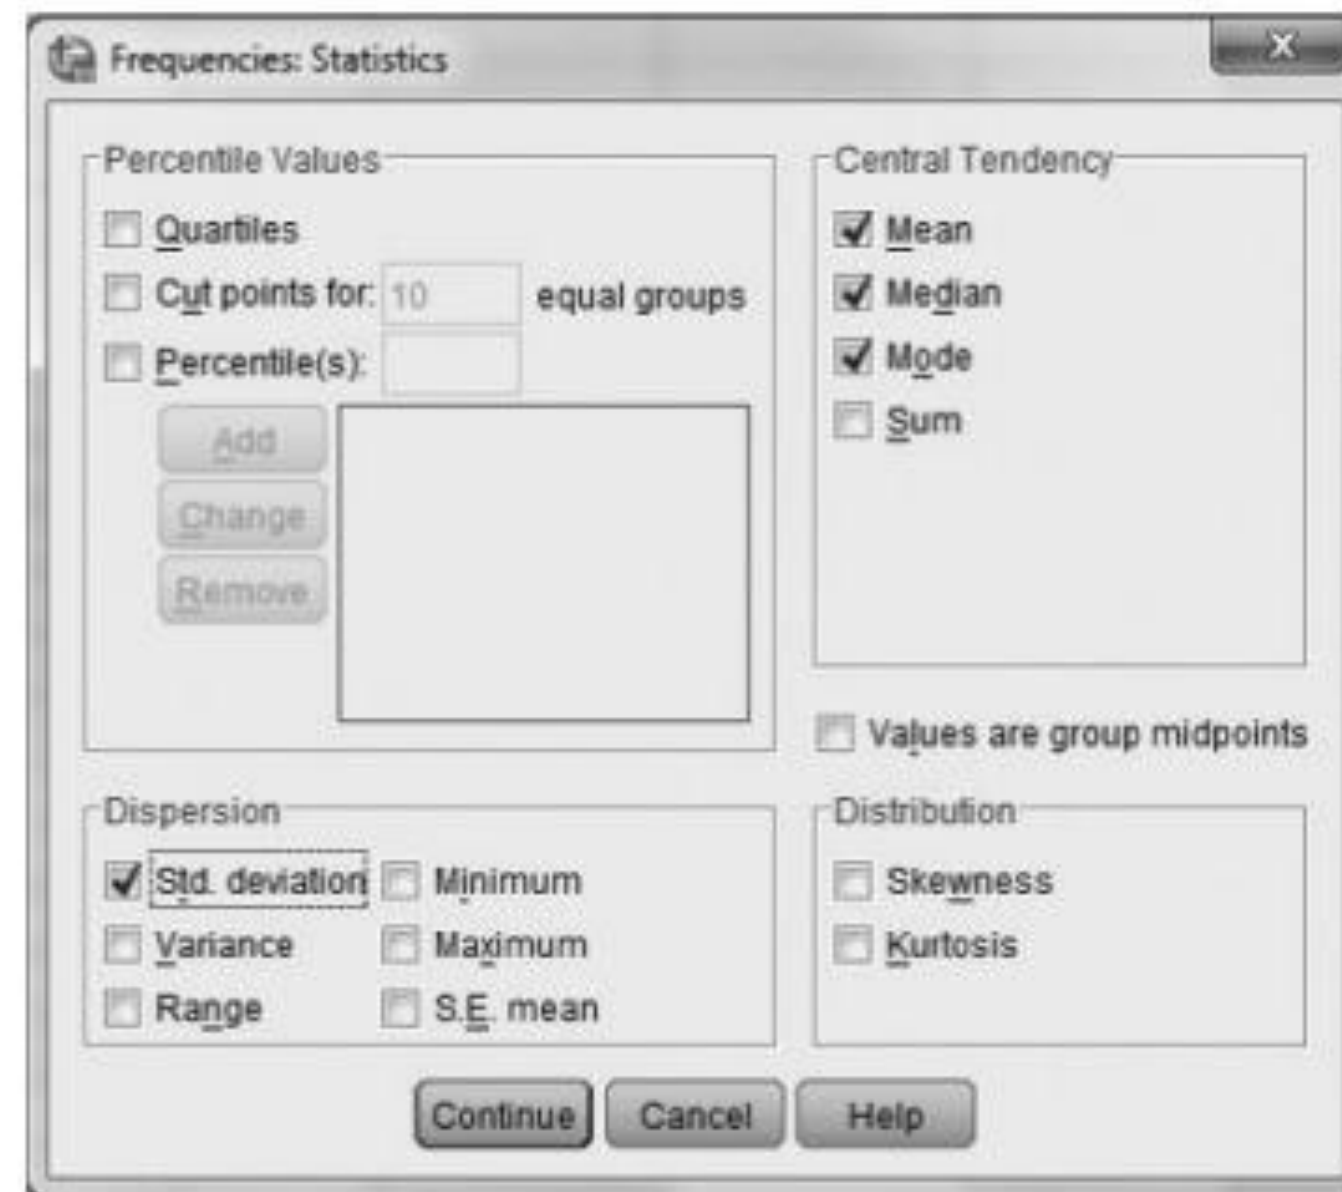 Frequencies: Statistics
X
Percentile Values
Quartiles
Cut points for: 10 equal groups
Percentile(s):
Add
Change
Remove
Central Tendency
Mean
Median
Mode
Sum
Values are group midpoints
Dispersion
Std. deviation Minimum
Variance Maximum
Range S.E. mean
Distribution
Skewness
Kurtosis
Continue Cancel Help